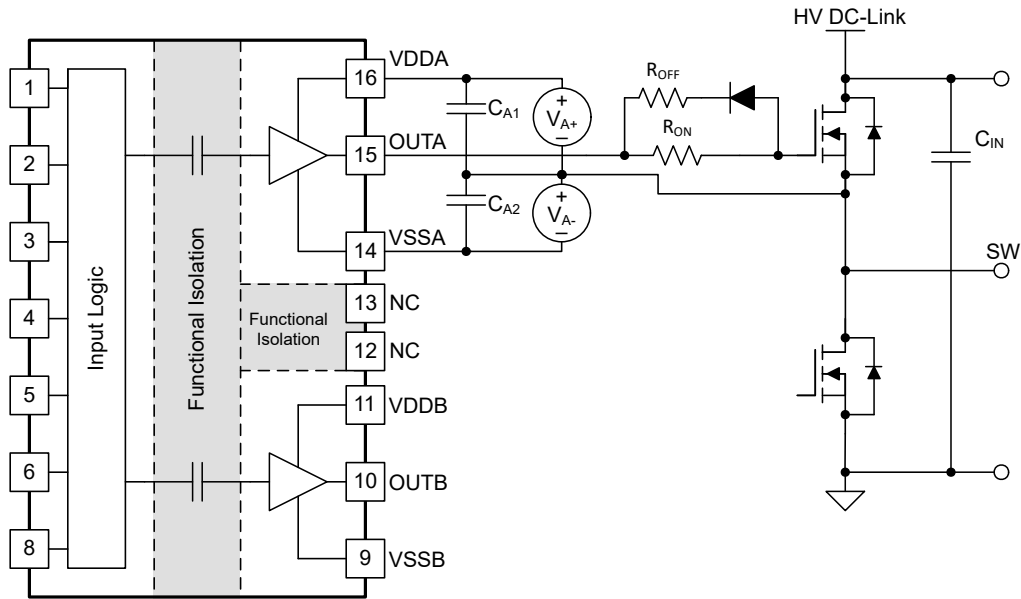 HV DC-Link
VDDA
1
16
C_A1
+
V_A+
−
R_OFF
R_ON
OUTA
15
2
C_IN
C_A2
+
V_A-
−
3
VSSA
14
SW
Input Logic
Functional Isolation
13
NC
4
Functional
Isolation
12
NC
5
11
VDDB
6
10
OUTB
8
9
VSSB